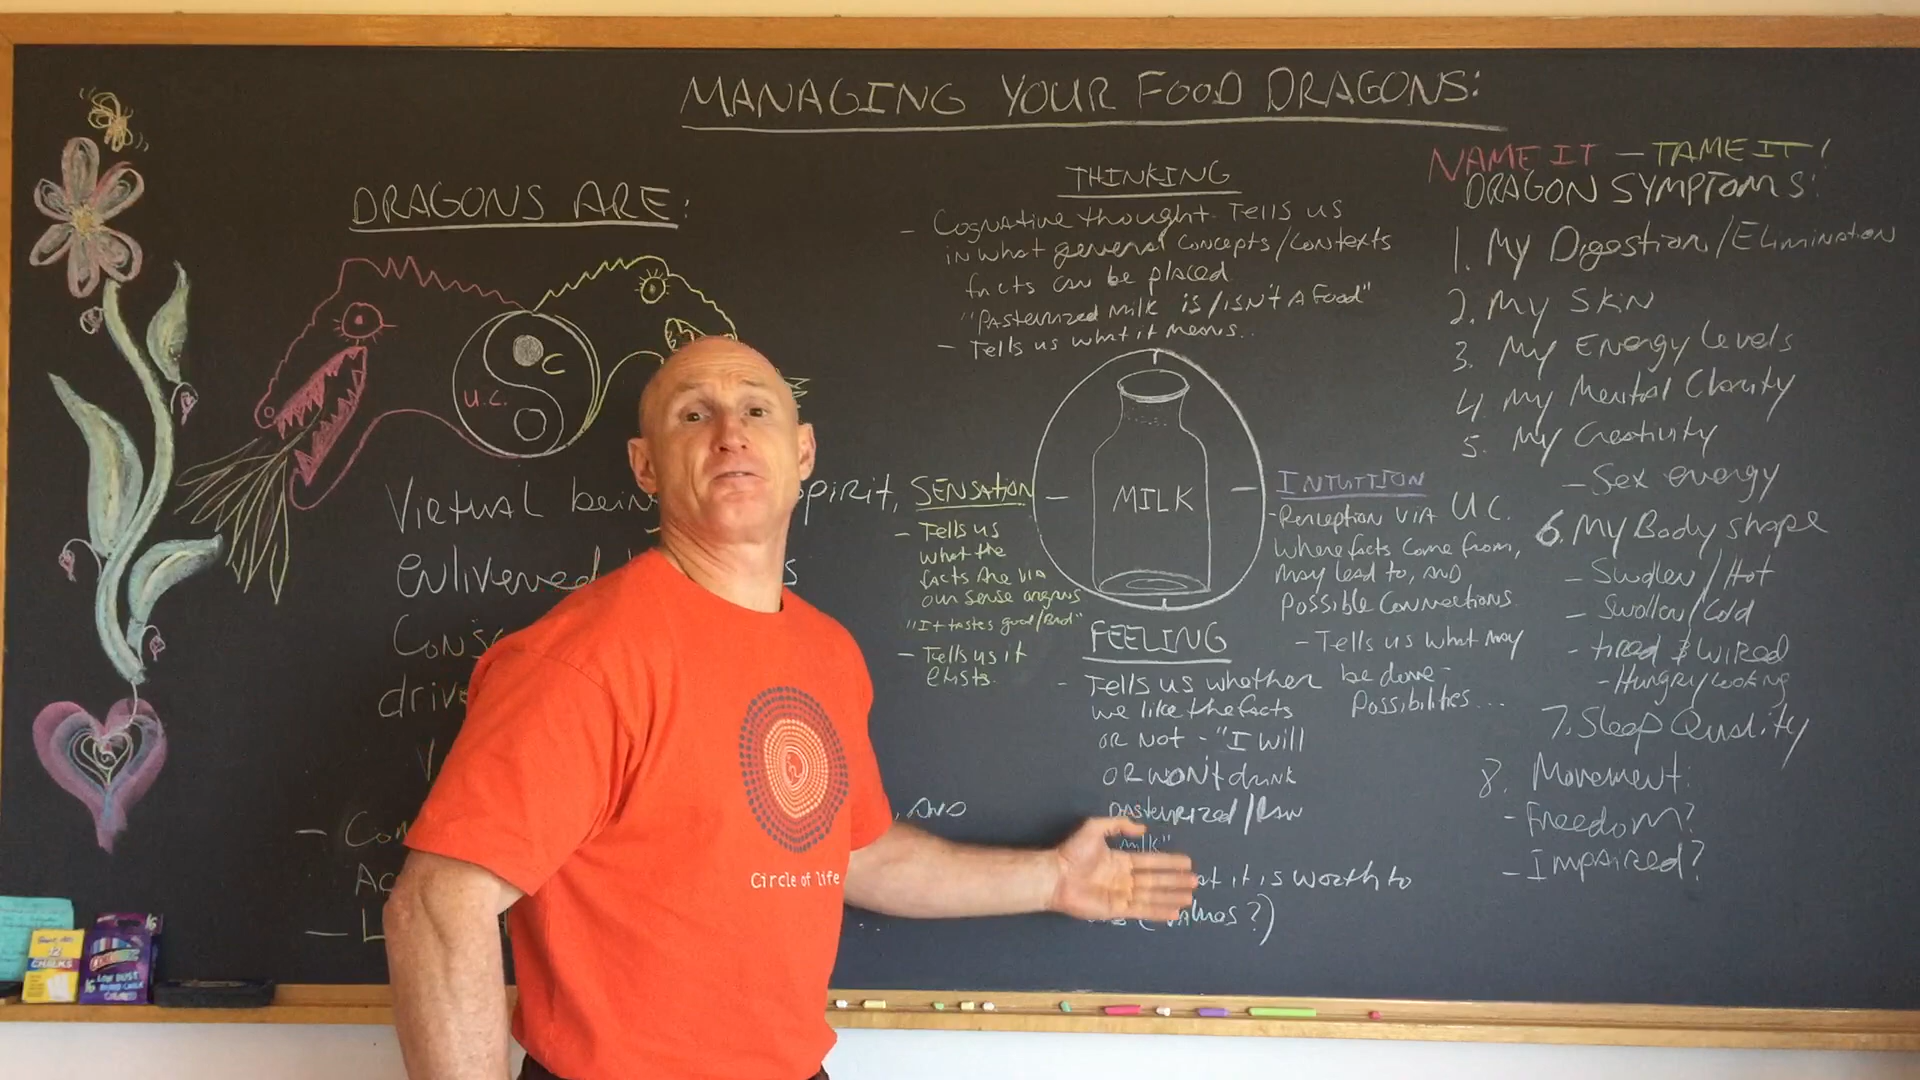 MANAGING YOUR FOOD DRAGONS:
DRAGONS ARE:
C
U.C.
Virtual
SPIRIT,
enlivened
driv
AND
THINKING
- Cognative thought. Tells us
in what general concepts/contexts
facts can be placed
"Pasteurized Milk is/isn't A Food"
- Tells us what it means..
SENSATION
- Tells us
what the
facts Are via
our sense organs
"It tastes good/Bad"
- Tells us it
exists.
MILK
INTUITION
- Perception VIA U.C.
where facts come from,
may lead to, AND
possible connections.
- Tells us what may
be done -
Possibilities...
FEELING
- Tells us whether
we like the facts
OR NOT - "I will
OR won't drink
pasteurized/Raw
milk"
it is worth to
(values?)
NAME IT - TAME IT!
DRAGON SYMPTOMS:
1. My Digestion/Elimination
2. My Skin
3. My Energy Levels
4. My Mental Clarity
5. My Creativity
- Sex energy
6. My Body shape
- Swollen/Hot
- Swollen/Cold
- tired & wired
- Hungry looking
7. Sleep Quality
8. Movement:
- Freedom?
- Impaired?
Circle of life
12
CHALKS
16